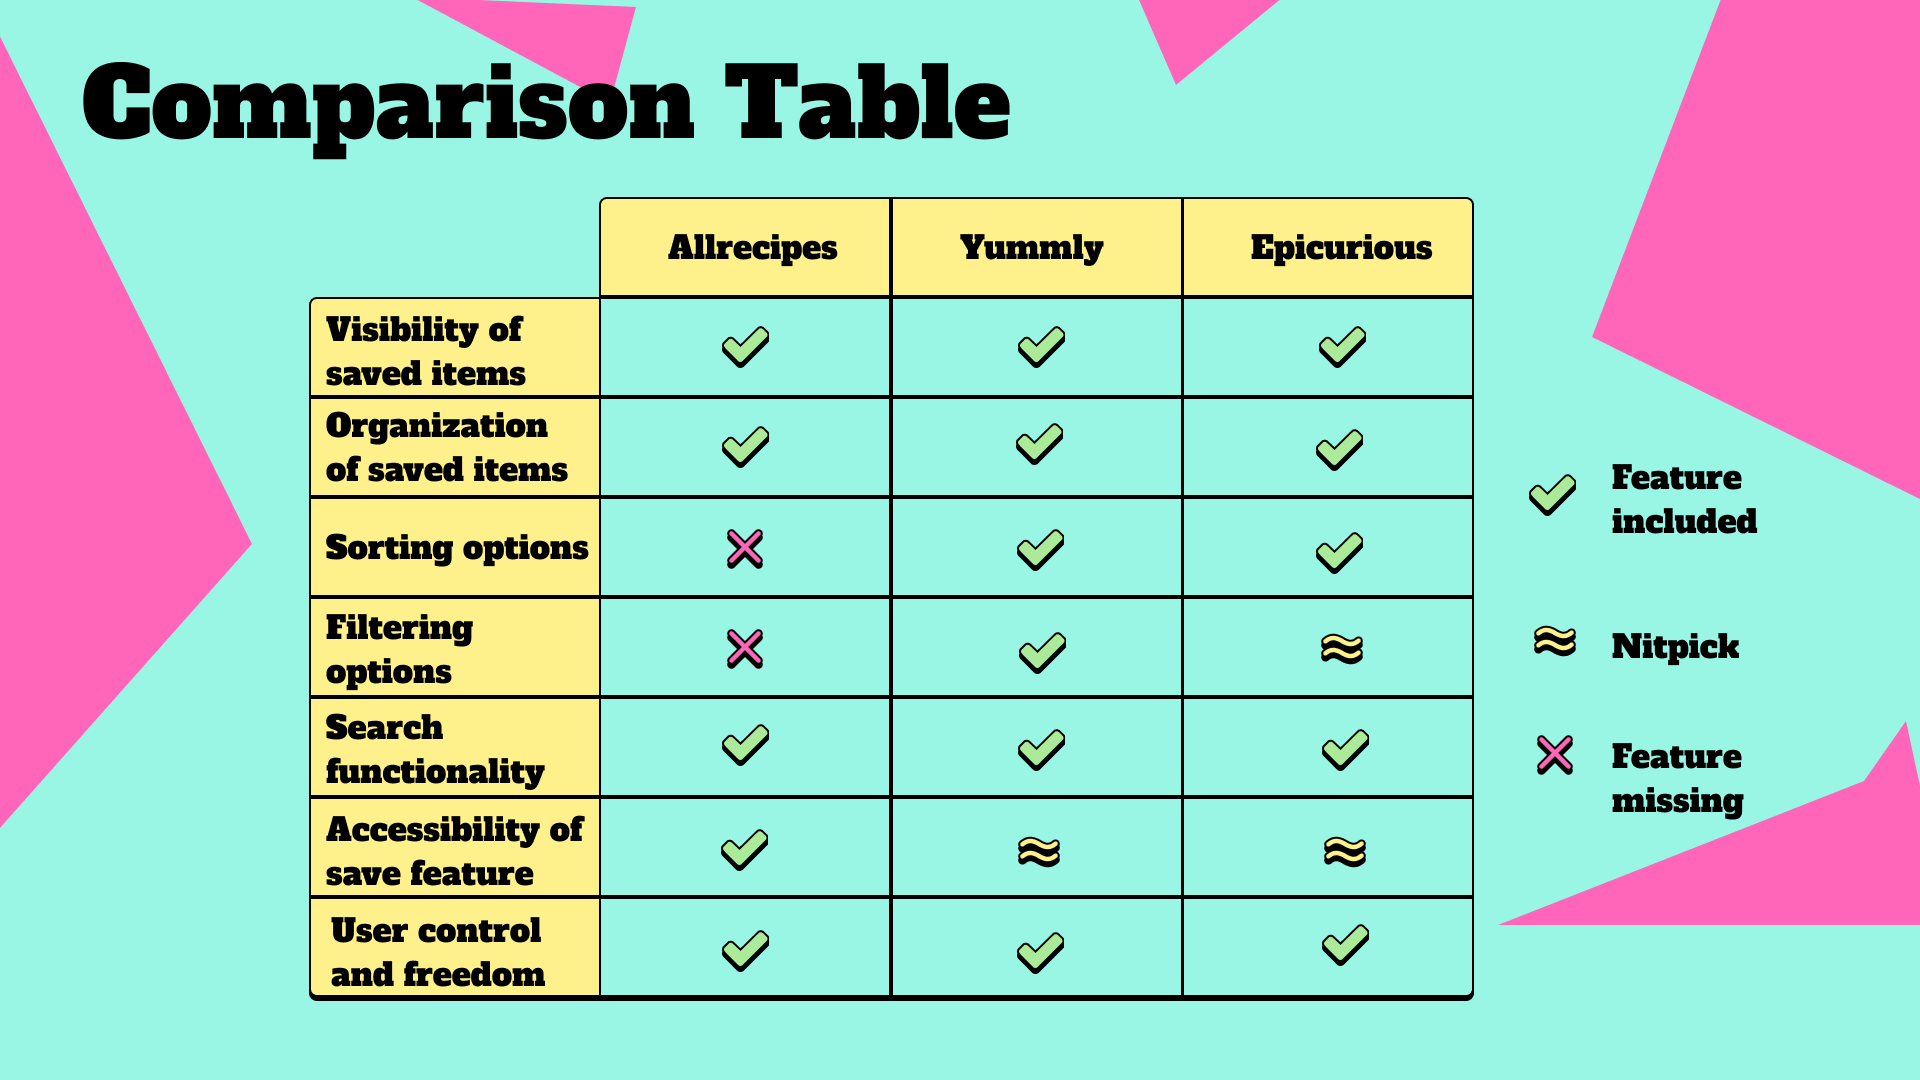 Comparison Table
Allrecipes Yummly Epicurious
Visibility of
saved items
Organization
of saved items
Sorting options
Filtering
options
Search
functionality
Accessibility of
save feature
User control
and freedom
Feature
included
Nitpick
Feature
missing